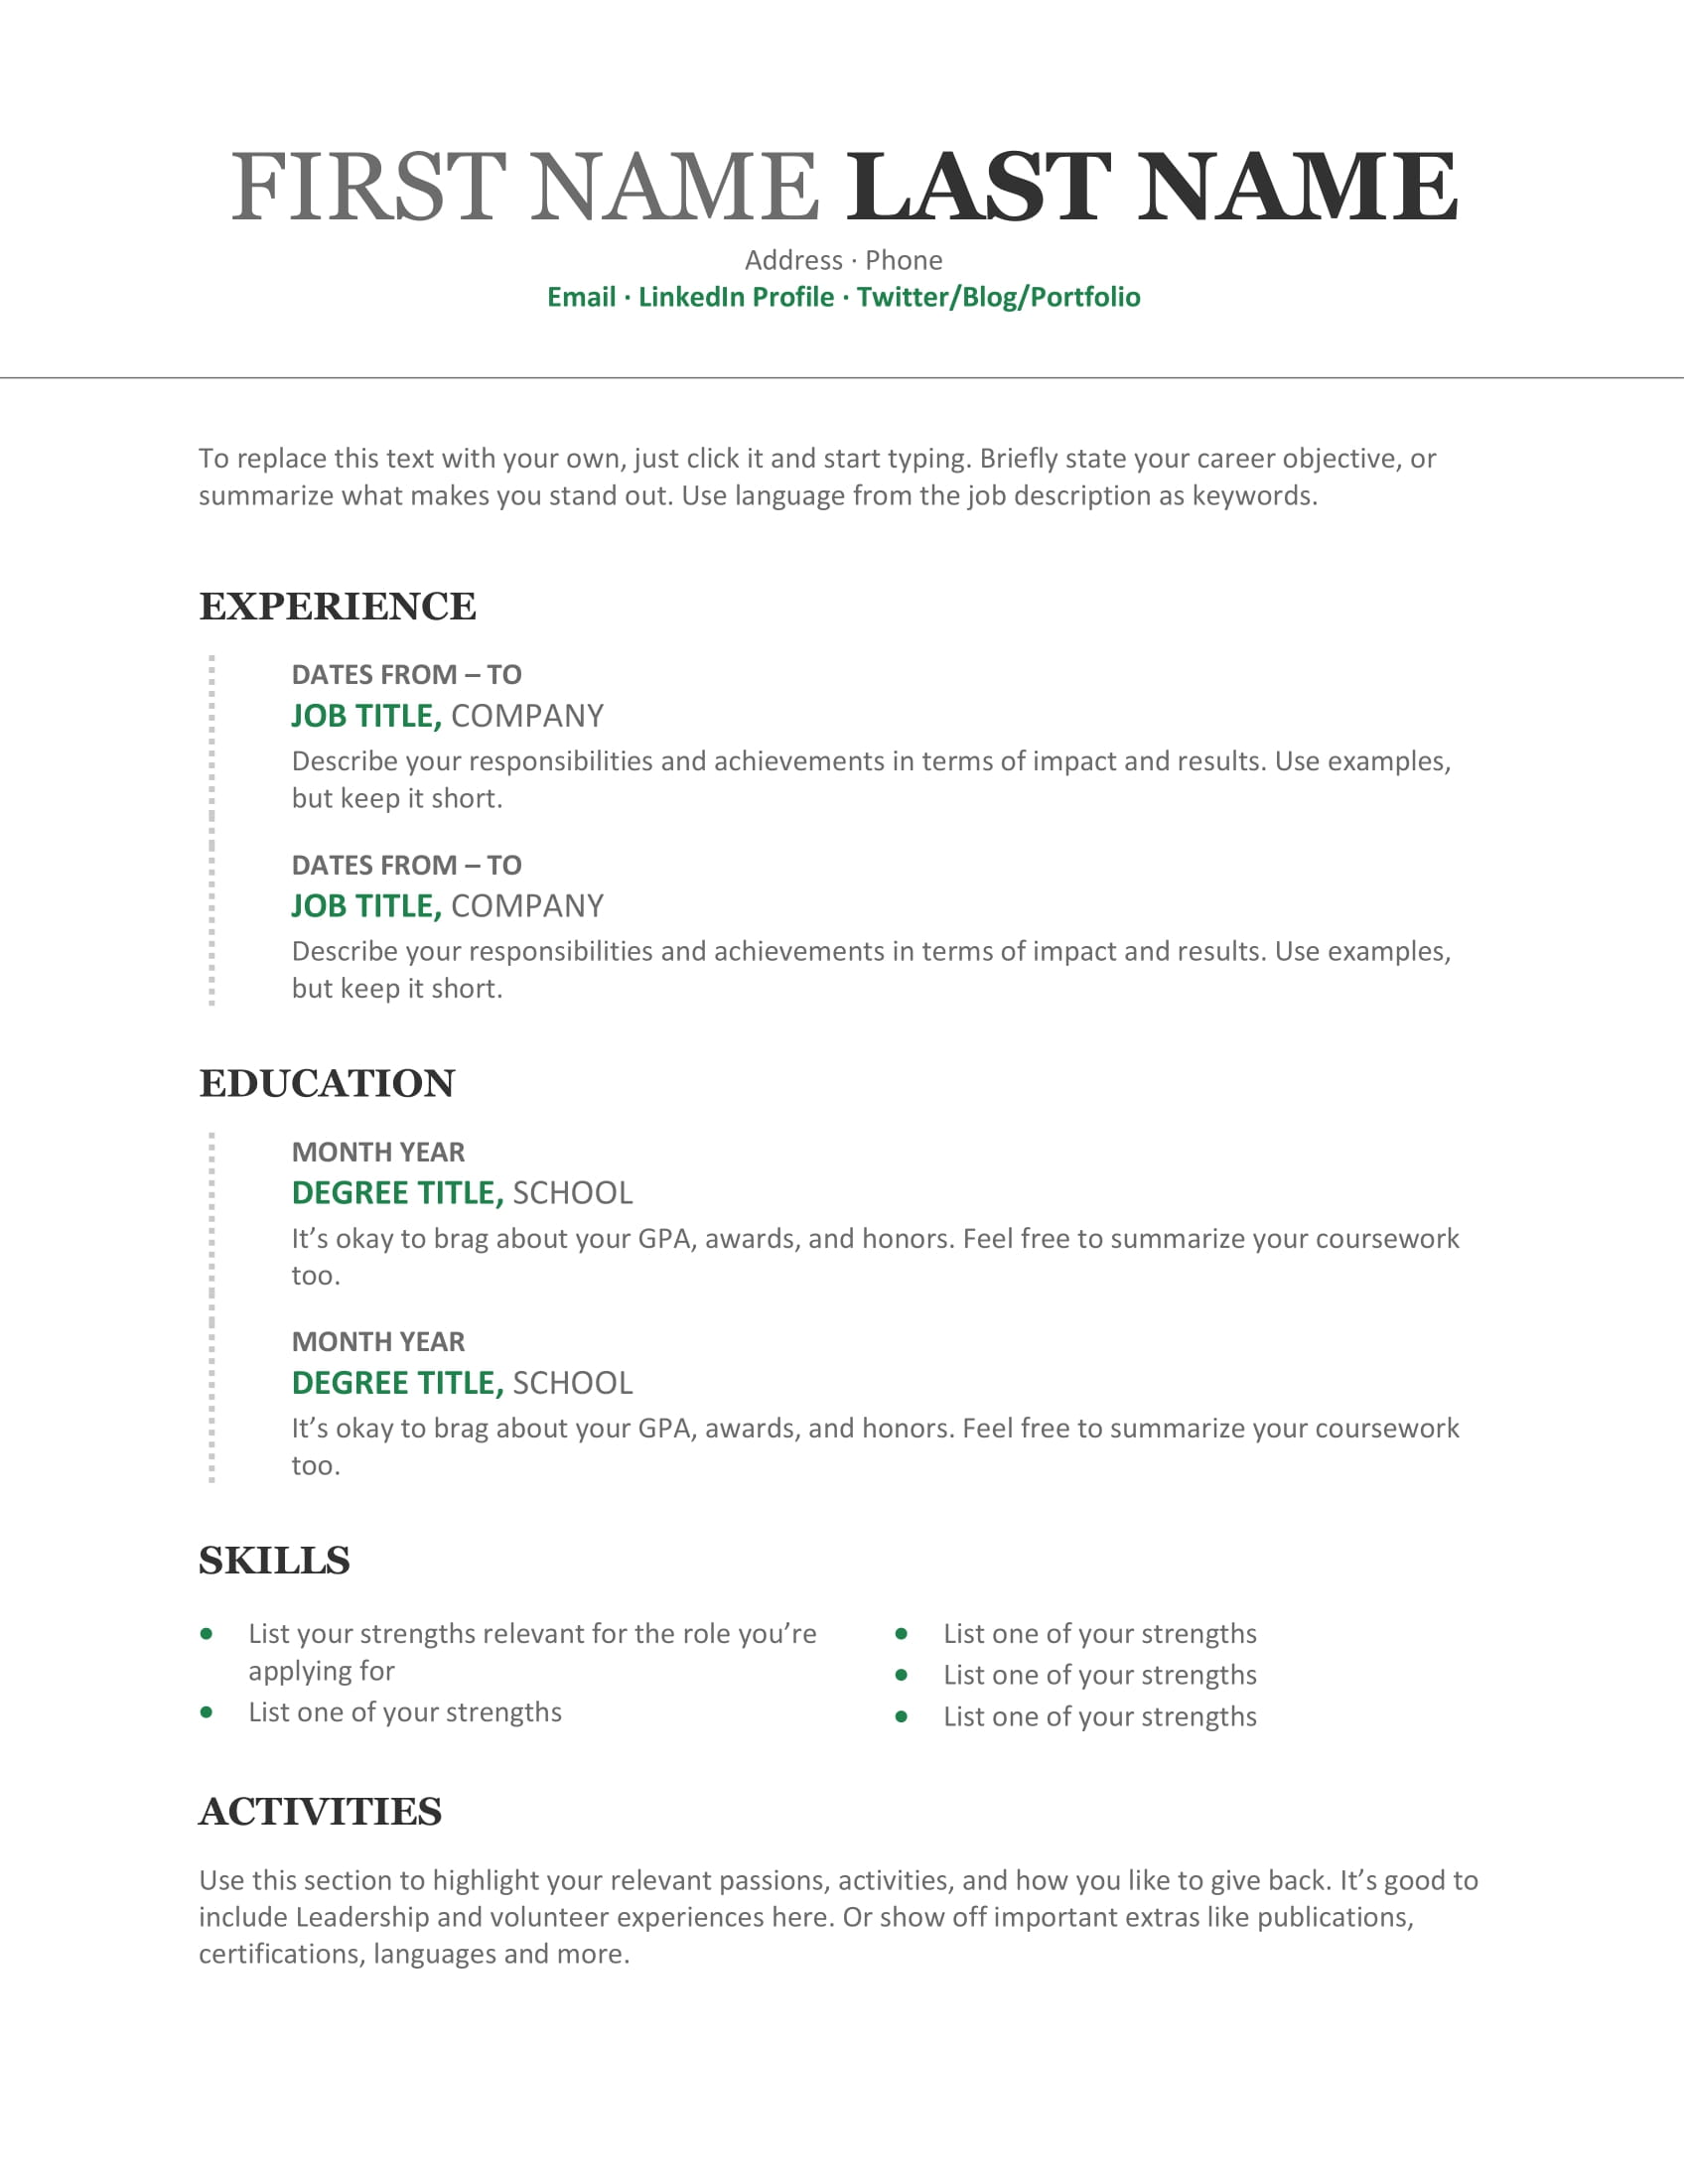 FIRST NAME LAST NAME
Address · Phone
Email · LinkedIn Profile · Twitter/Blog/Portfolio
To replace this text with your own, just click it and start typing. Briefly state your career objective, or
summarize what makes you stand out. Use language from the job description as keywords.
EXPERIENCE
DATES FROM – TO
JOB TITLE, COMPANY
Describe your responsibilities and achievements in terms of impact and results. Use examples,
but keep it short.
DATES FROM – TO
JOB TITLE, COMPANY
Describe your responsibilities and achievements in terms of impact and results. Use examples,
but keep it short.
EDUCATION
MONTH YEAR
DEGREE TITLE, SCHOOL
It’s okay to brag about your GPA, awards, and honors. Feel free to summarize your coursework
too.
MONTH YEAR
DEGREE TITLE, SCHOOL
It’s okay to brag about your GPA, awards, and honors. Feel free to summarize your coursework
too.
SKILLS
• List your strengths relevant for the role you’re
applying for
• List one of your strengths
• List one of your strengths
• List one of your strengths
• List one of your strengths
ACTIVITIES
Use this section to highlight your relevant passions, activities, and how you like to give back. It’s good to
include Leadership and volunteer experiences here. Or show off important extras like publications,
certifications, languages and more.